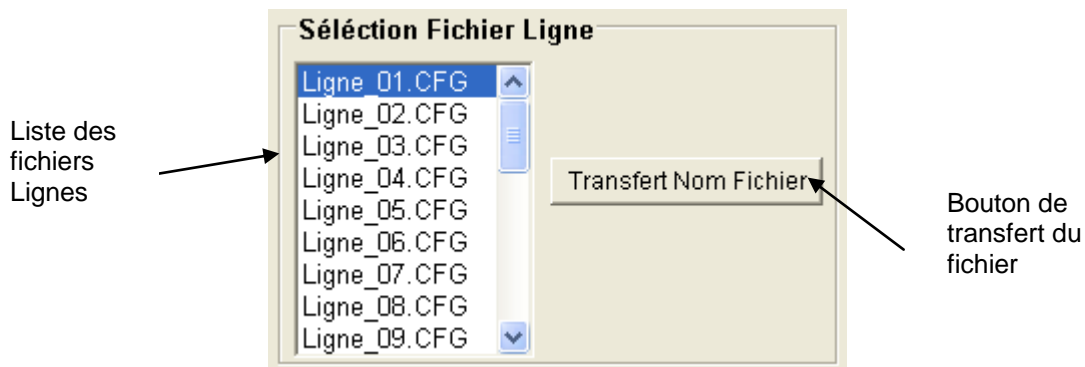 Séléction Fichier Ligne
Ligne_01.CFG
Ligne_02.CFG
Ligne_03.CFG
Ligne_04.CFG
Ligne_05.CFG
Ligne_06.CFG
Ligne_07.CFG
Ligne_08.CFG
Ligne_09.CFG
Transfert Nom Fichier
Liste des
fichiers
Lignes
Bouton de
transfert du
fichier